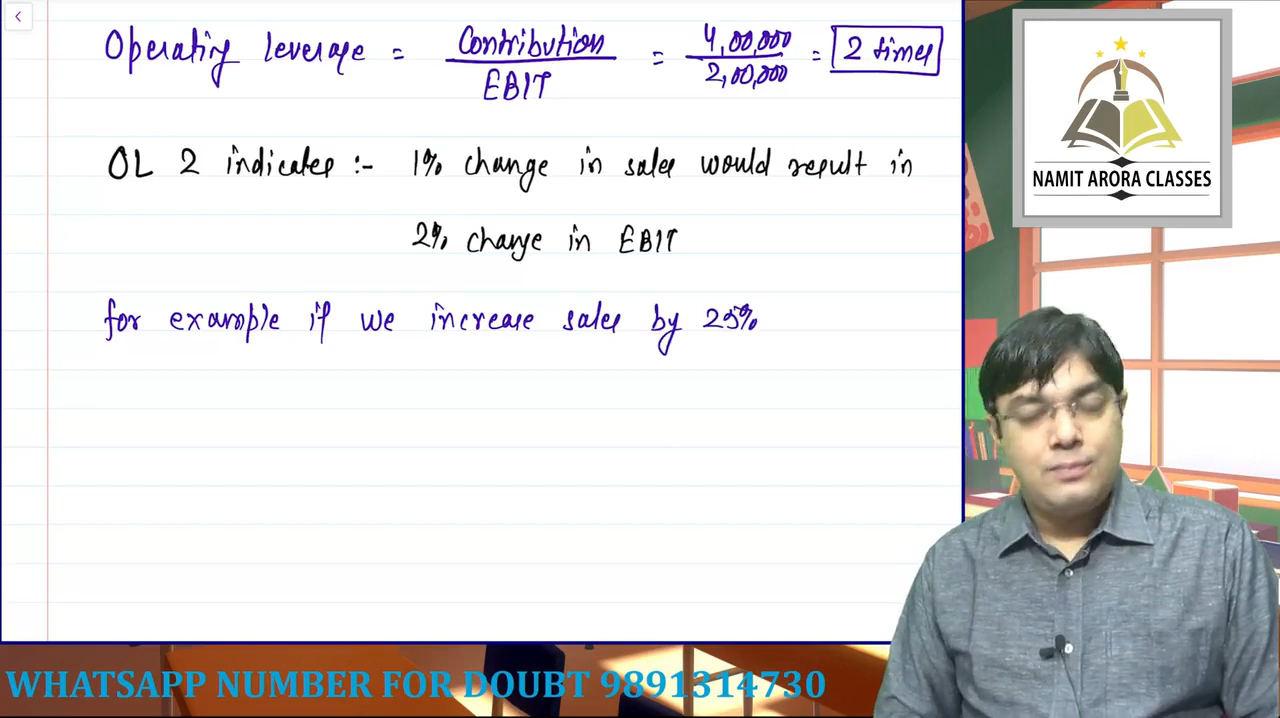 Operating leverage = Contribution / EBIT = 4,00,000 / 2,00,000 = 2 times
OL 2 indicates :- 1% change in sales would result in
2% change in EBIT
for example if we increase sales by 25%
NAMIT ARORA CLASSES
WHATSAPP NUMBER FOR DOUBT 9891314730